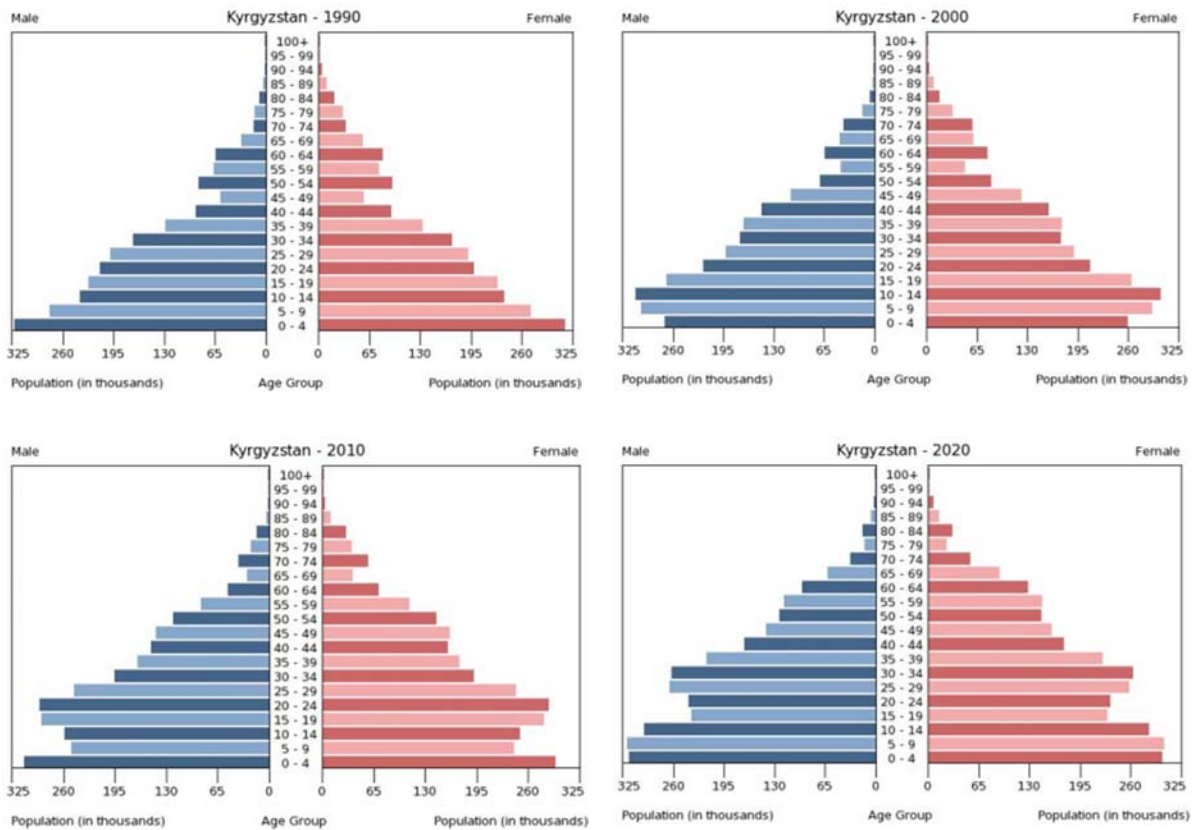 Male Kyrgyzstan - 1990 Female
100+
95 - 99
90 - 94
85 - 89
80 - 84
75 - 79
70 - 74
65 - 69
60 - 64
55 - 59
50 - 54
45 - 49
40 - 44
35 - 39
30 - 34
25 - 29
20 - 24
15 - 19
10 - 14
5 - 9
0 - 4
325 260 195 130 65 0 0 65 130 195 260 325
Population (in thousands) Age Group Population (in thousands)
Male Kyrgyzstan - 2000 Female
100+
95 - 99
90 - 94
85 - 89
80 - 84
75 - 79
70 - 74
65 - 69
60 - 64
55 - 59
50 - 54
45 - 49
40 - 44
35 - 39
30 - 34
25 - 29
20 - 24
15 - 19
10 - 14
5 - 9
0 - 4
325 260 195 130 65 0 0 65 130 195 260 325
Population (in thousands) Age Group Population (in thousands)
Male Kyrgyzstan - 2010 Female
100+
95 - 99
90 - 94
85 - 89
80 - 84
75 - 79
70 - 74
65 - 69
60 - 64
55 - 59
50 - 54
45 - 49
40 - 44
35 - 39
30 - 34
25 - 29
20 - 24
15 - 19
10 - 14
5 - 9
0 - 4
325 260 195 130 65 0 0 65 130 195 260 325
Population (in thousands) Age Group Population (in thousands)
Male Kyrgyzstan - 2020 Female
100+
95 - 99
90 - 94
85 - 89
80 - 84
75 - 79
70 - 74
65 - 69
60 - 64
55 - 59
50 - 54
45 - 49
40 - 44
35 - 39
30 - 34
25 - 29
20 - 24
15 - 19
10 - 14
5 - 9
0 - 4
325 260 195 130 65 0 0 65 130 195 260 325
Population (in thousands) Age Group Population (in thousands)